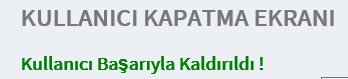 KULLANICI KAPATMA EKRANI
Kullanıcı Başarıyla Kaldırıldı !